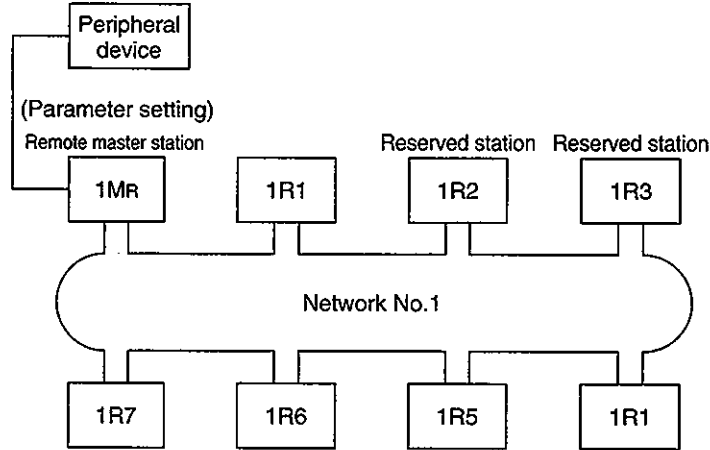 Peripheral
device
(Parameter setting)
Remote master station
Reserved station
Reserved station
1MR
1R1
1R2
1R3
Network No.1
1R7
1R6
1R5
1R1